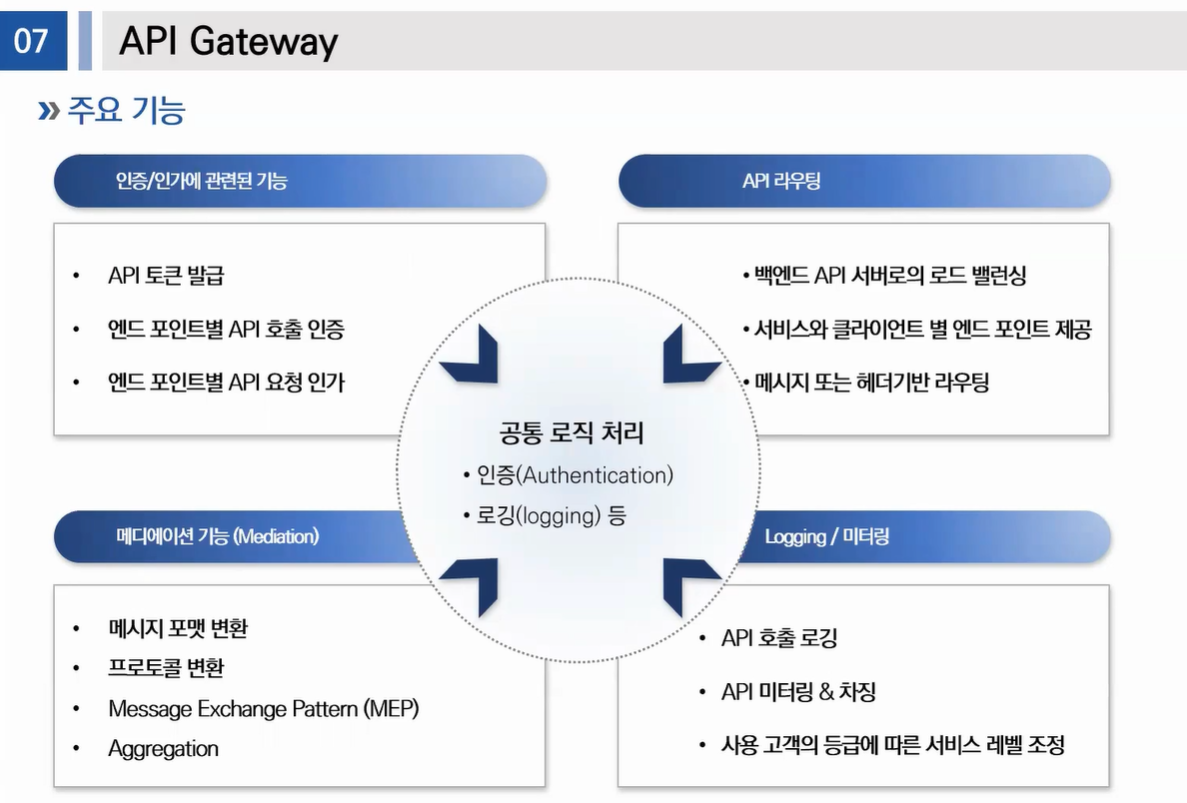 07
API Gateway
» 주요 기능
인증/인가에 관련된 기능
• API 토큰 발급
• 엔드 포인트별 API 호출 인증
• 엔드 포인트별 API 요청 인가
API 라우팅
• 백엔드 API 서버로의 로드 밸런싱
• 서비스와 클라이언트 별 엔드 포인트 제공
• 메시지 또는 헤더기반 라우팅
공통 로직 처리
• 인증(Authentication)
• 로깅(logging) 등
메디에이션 기능 (Mediation)
• 메시지 포맷 변환
• 프로토콜 변환
• Message Exchange Pattern (MEP)
• Aggregation
Logging / 미터링
• API 호출 로깅
• API 미터링 & 차징
• 사용 고객의 등급에 따른 서비스 레벨 조정